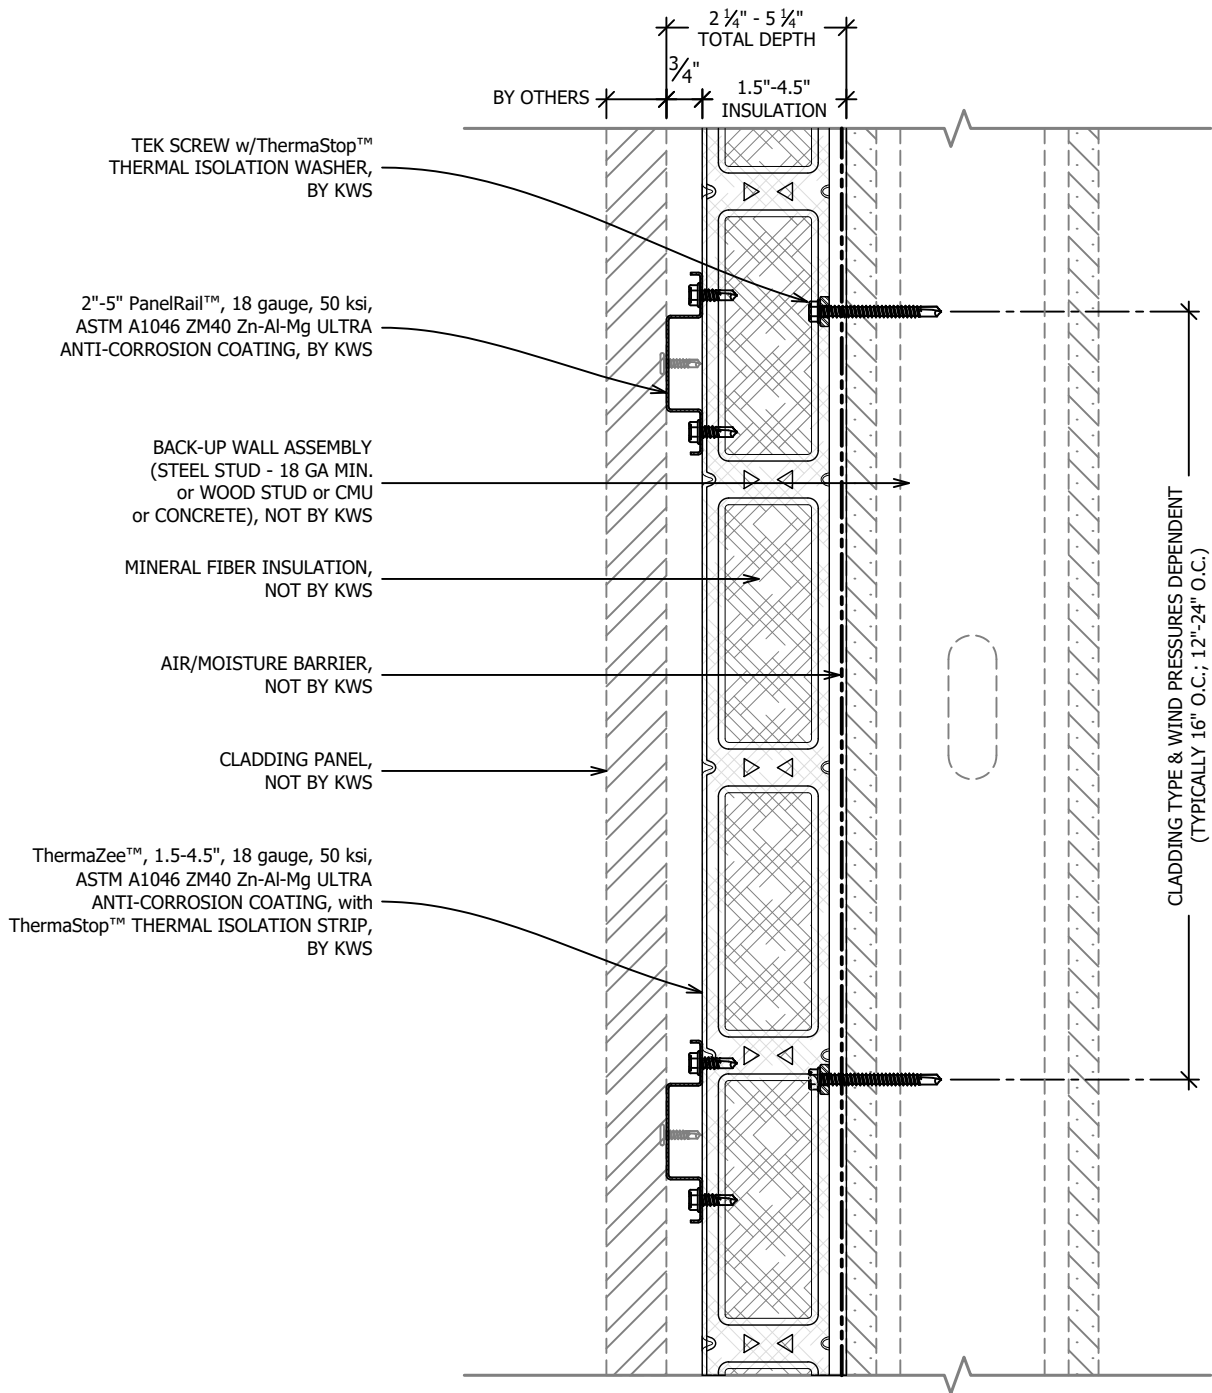 2 ¼" - 5 ¼"
TOTAL DEPTH
¾"
BY OTHERS
1.5"-4.5"
INSULATION
TEK SCREW w/ThermaStop™
THERMAL ISOLATION WASHER,
BY KWS
2"-5" PanelRail™, 18 gauge, 50 ksi,
ASTM A1046 ZM40 Zn-Al-Mg ULTRA
ANTI-CORROSION COATING, BY KWS
BACK-UP WALL ASSEMBLY
(STEEL STUD - 18 GA MIN.
or WOOD STUD or CMU
or CONCRETE), NOT BY KWS
MINERAL FIBER INSULATION,
NOT BY KWS
AIR/MOISTURE BARRIER,
NOT BY KWS
CLADDING PANEL,
NOT BY KWS
ThermaZee™, 1.5-4.5", 18 gauge, 50 ksi,
ASTM A1046 ZM40 Zn-Al-Mg ULTRA
ANTI-CORROSION COATING, with
ThermaStop™ THERMAL ISOLATION STRIP,
BY KWS
CLADDING TYPE & WIND PRESSURES DEPENDENT
(TYPICALLY 16" O.C.; 12"-24" O.C.)